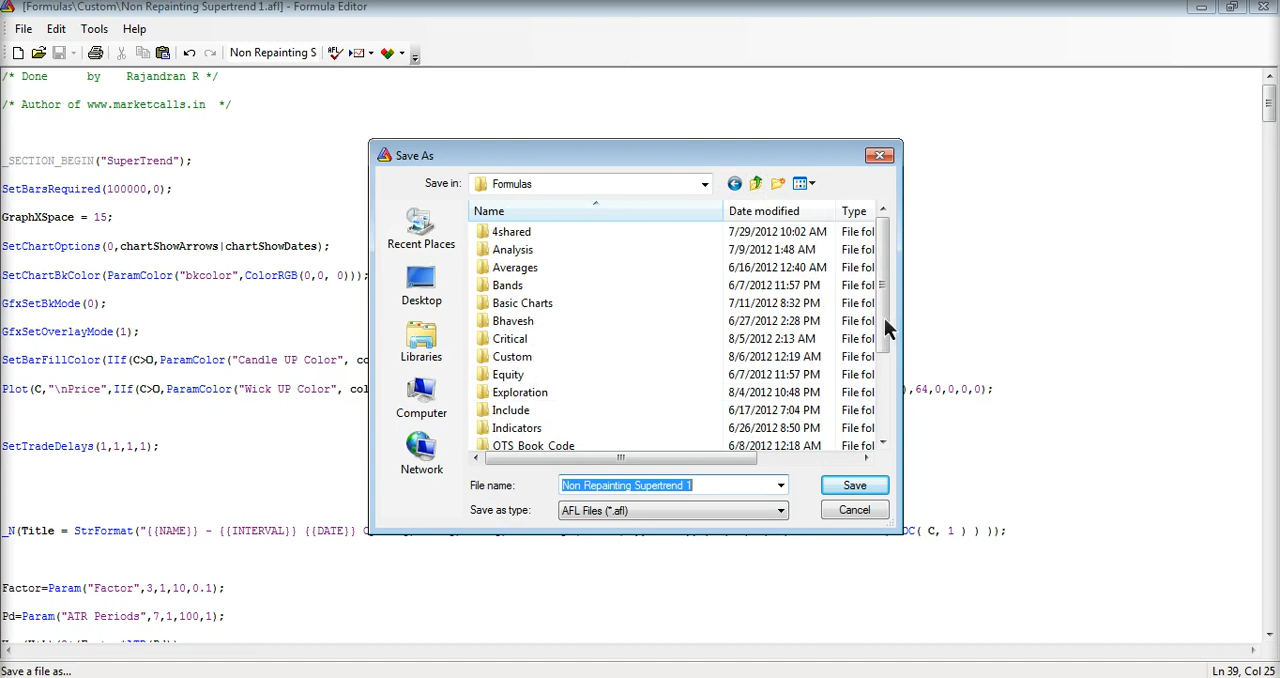 [Formulas\Custom\Non Repainting Supertrend 1.afl] - Formula Editor
File Edit Tools Help
Non Repainting S
/* Done by Rajandran R */
/* Author of www.marketcalls.in */
_SECTION_BEGIN("SuperTrend");
SetBarsRequired(100000,0);
GraphXSpace = 15;
SetChartOptions(0,chartShowArrows|chartShowDates);
SetChartBkColor(ParamColor("bkcolor",ColorRGB(0,0, 0)));
GfxSetBkMode(0);
GfxSetOverlayMode(1);
SetBarFillColor(IIf(C>O,ParamColor("Candle UP Color", co
Plot(C,"\nPrice",IIf(C>O,ParamColor("Wick UP Color", col ),64,0,0,0,0);
SetTradeDelays(1,1,1,1);
_N(Title = StrFormat("{{NAME}} - {{INTERVAL}} {{DATE}} OC( C, 1 ) ) ));
Factor=Param("Factor",3,1,10,0.1);
Pd=Param("ATR Periods",7,1,100,1);
Save As
Save in: Formulas
Recent Places
Desktop
Libraries
Computer
Network
Name Date modified Type
4shared 7/29/2012 10:02 AM File fol
Analysis 7/9/2012 1:48 AM File fol
Averages 6/16/2012 12:40 AM File fol
Bands 6/7/2012 11:57 PM File fol
Basic Charts 7/11/2012 8:32 PM File fol
Bhavesh 6/27/2012 2:28 PM File fol
Critical 8/5/2012 2:13 AM File fol
Custom 8/6/2012 12:19 AM File fol
Equity 6/7/2012 11:57 PM File fol
Exploration 8/4/2012 10:48 PM File fol
Include 6/17/2012 7:04 PM File fol
Indicators 6/26/2012 8:50 PM File fol
OTS Book Code 6/8/2012 12:18 AM File fol
File name: Non Repainting Supertrend 1 Save
Save as type: AFL Files (*.afl) Cancel
Save a file as... Ln 39, Col 25